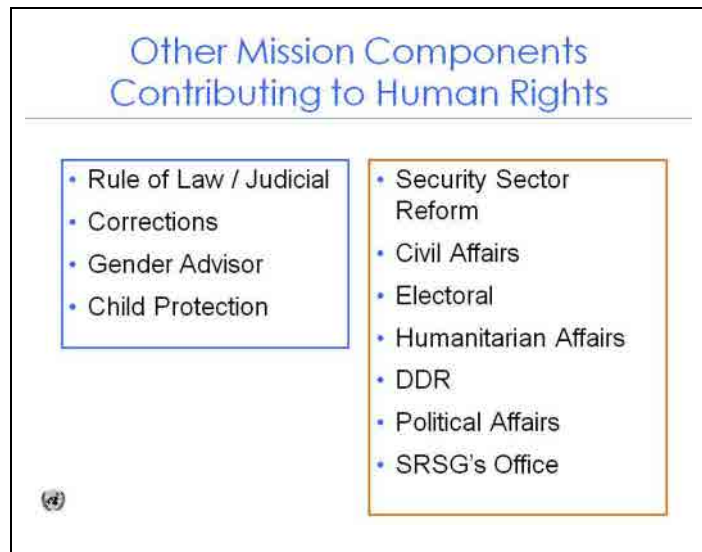 Other Mission Components
Contributing to Human Rights
• Rule of Law / Judicial
• Corrections
• Gender Advisor
• Child Protection
• Security Sector
Reform
• Civil Affairs
• Electoral
• Humanitarian Affairs
• DDR
• Political Affairs
• SRSG's Office